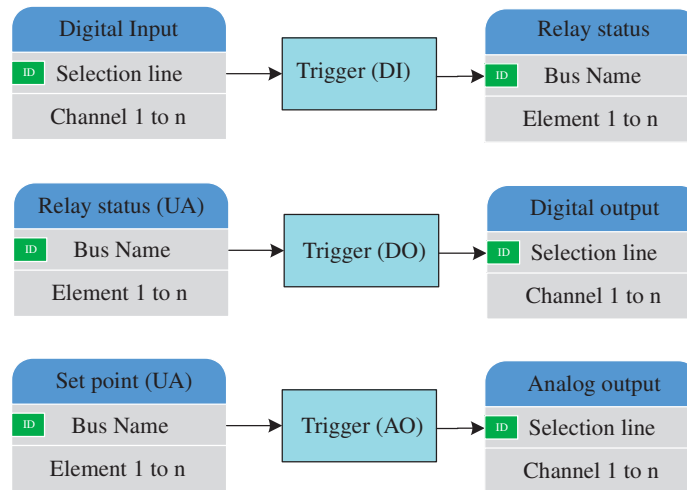 Digital Input
ID Selection line
Channel 1 to n
Trigger (DI)
Relay status
ID Bus Name
Element 1 to n
Relay status (UA)
ID Bus Name
Element 1 to n
Trigger (DO)
Digital output
ID Selection line
Channel 1 to n
Set point (UA)
ID Bus Name
Element 1 to n
Trigger (AO)
Analog output
ID Selection line
Channel 1 to n